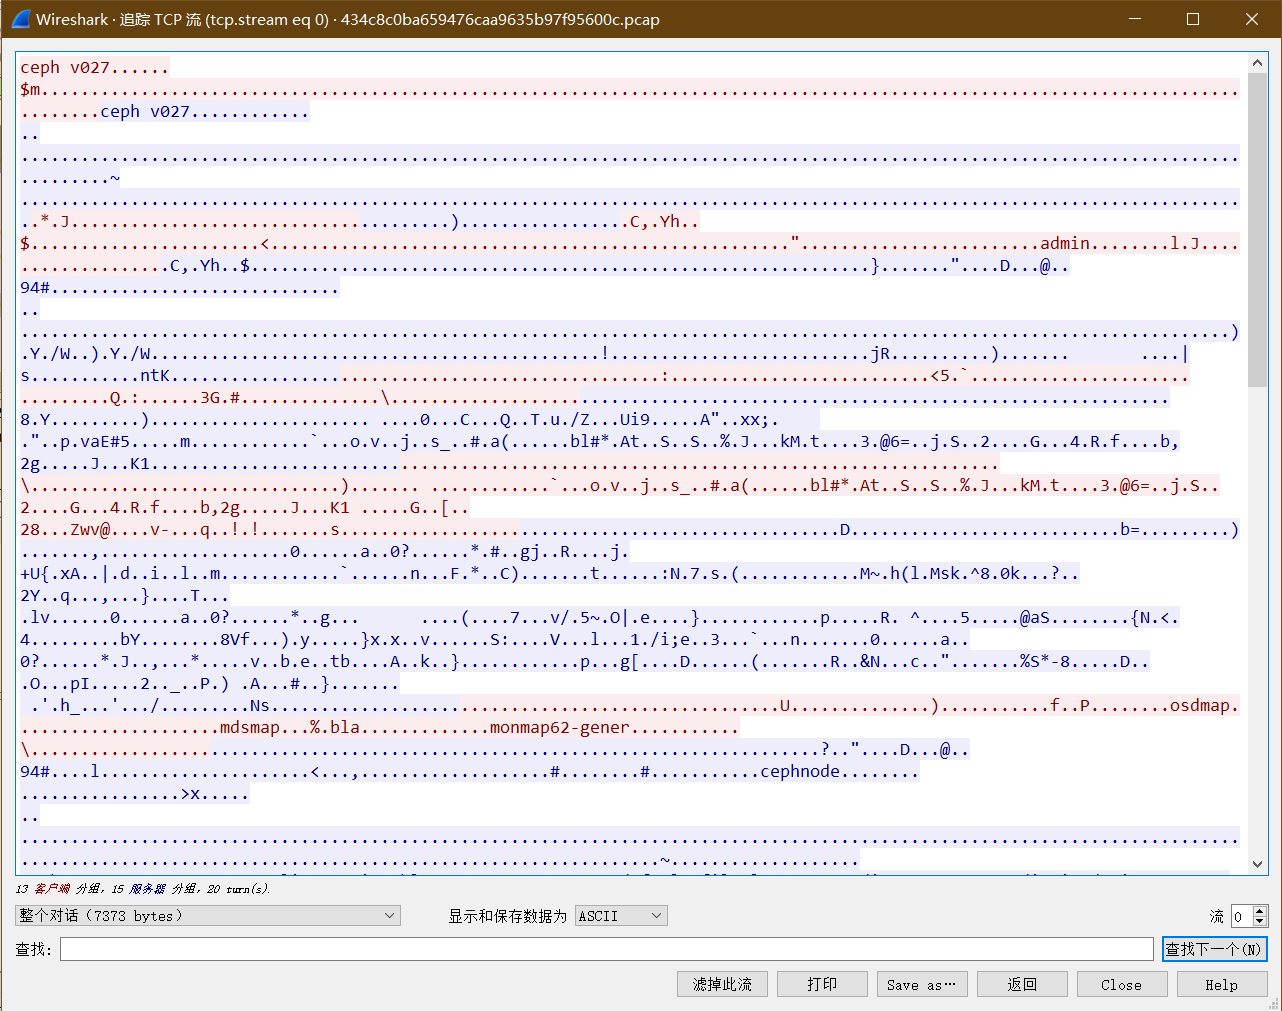 Wireshark · 追踪 TCP 流 (tcp.stream eq 0) · 434c8c0ba659476caa9635b97f95600c.pcap
ceph v027......
$m
ceph v027............
..
~
.*.J
)
.C,.Yh..
$
<
"
admin........l.J....
.C,.Yh..$
}......."....D...@..
94#
..
)
.Y./W..).Y./W
!
jR..........).......
....|
s...........ntK
:
<5.`
Q.:......3G.#
\
8.Y.........)
....0...C...Q..T.u./Z...Ui9.....A"..xx;.
."..p.vaE#5.....m............`...o.v..j..s_..#.a(......bl#*.At..S..S..%.J...kM.t....3.@6=..j.S..2....G...4.R.f....b,
2g.....J...K1
\
).......
............`...o.v..j..s_..#.a(......bl#*.At..S..S..%.J...kM.t....3.@6=..j.S..
2....G...4.R.f....b,2g.....J...K1 .....G..[..
28...Zwv@....v-...q..!.!.......s
D
b=.........)
.......,...................0......a..0?......*.#..gj..R....j.
+U{.xA..|.d..i..l..m............`......n...F.*..C).......t......:N.7.s.(............M~.h(l.Msk.^8.0k...?..
2Y..q...,...}....T...
.lv......0......a..0?......*..g...
....(....7...v/.5~.O|.e....}............p.....R. ^....5.....@aS........{N.<.
4.........bY........8Vf...).y.....}x.x..v......S:....V...l...1./i;e..3...`...n.......0......a..
0?......*.J..,...*.....v..b.e..tb....A..k..}............p...g[....D......(.......R..&N...c..".......%S*-8.....D..
.O...pI.....2.._..P.) .A...#..}.......
.'.h_...'.../.........Ns
U..............)...........f..P........osdmap.
....................mdsmap...%.bla.............monmap62-gener...........
\
?.."....D...@..
94#....l.....................<...,...................#........#...........cephnode........
................>x.....
..
~
13 客户端 分组, 15 服务器 分组, 20 turn(s).
整个对话 (7373 bytes)
显示和保存数据为 ASCII
流 0
查找:
查找下一个(N)
滤掉此流
打印
Save as…
返回
Close
Help